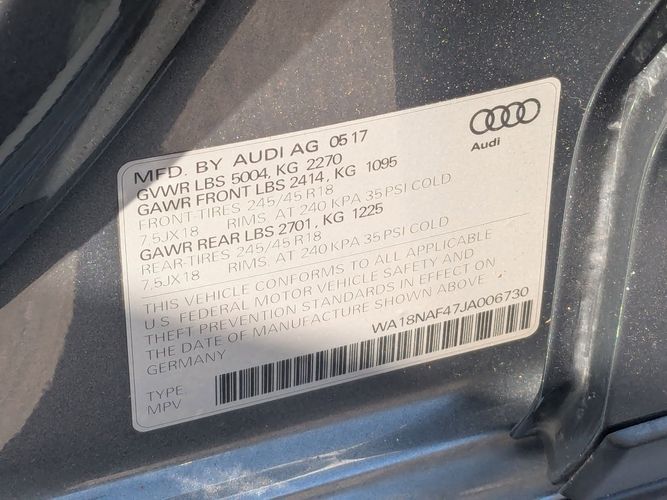 MFD. BY AUDI AG 0517
GVWR LBS 5004, KG 2270
GAWR FRONT LBS 2414, KG 1095
FRONT-TIRES 245/45 R18
7,5JX18 RIMS, AT 240 KPA 35 PSI COLD
GAWR REAR LBS 2701, KG 1225
REAR-TIRES 245/45 R18
7,5JX18 RIMS, AT 240 KPA 35 PSI COLD
THIS VEHICLE CONFORMS TO ALL APPLICABLE
U.S FEDERAL MOTOR VEHICLE SAFETY AND
THEFT PREVENTION STANDARDS IN EFFECT ON
THE DATE OF MANUFACTURE SHOWN ABOVE
GERMANY
WA18NAF47JA006730
TYPE
MPV
Audi